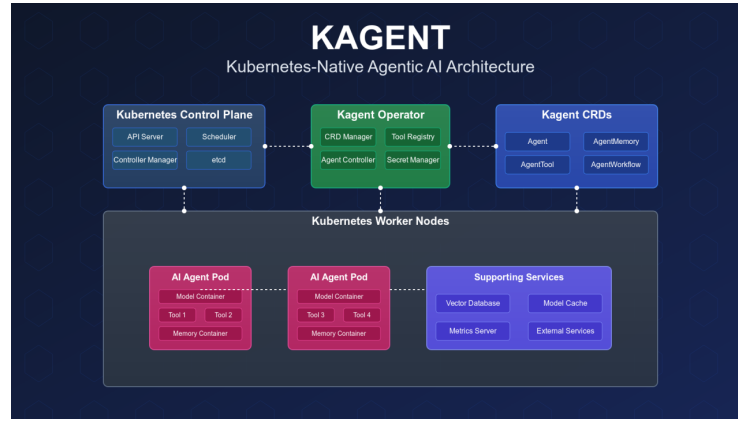 KAGENT
Kubernetes-Native Agentic AI Architecture
Kubernetes Control Plane
API Server
Scheduler
Controller Manager
etcd
Kagent Operator
CRD Manager
Tool Registry
Agent Controller
Secret Manager
Kagent CRDs
Agent
AgentMemory
AgentTool
AgentWorkflow
Kubernetes Worker Nodes
AI Agent Pod
Model Container
Tool 1
Tool 2
Memory Container
AI Agent Pod
Model Container
Tool 3
Tool 4
Memory Container
Supporting Services
Vector Database
Model Cache
Metrics Server
External Services